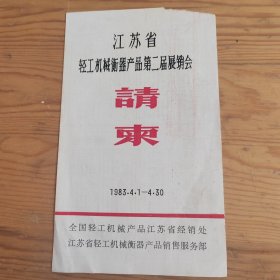 江苏省
轻工机械衡器产品第二届展销会
請
柬
1983·4·1—4·30
全国轻工机械产品江苏省经销处
江苏省轻工机械衡器产品销售服务部